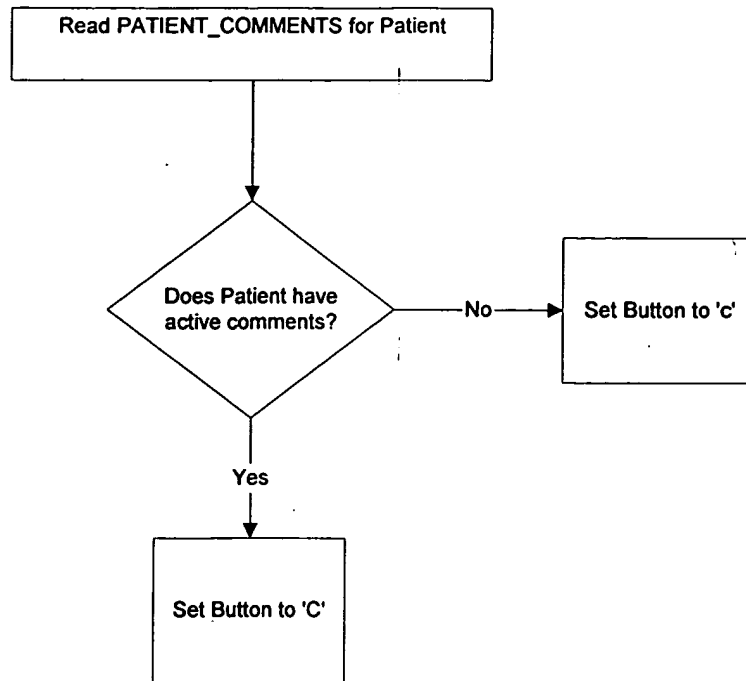 Read PATIENT_COMMENTS for Patient
Does Patient have
active comments?
No
Set Button to 'c'
Yes
Set Button to 'C'